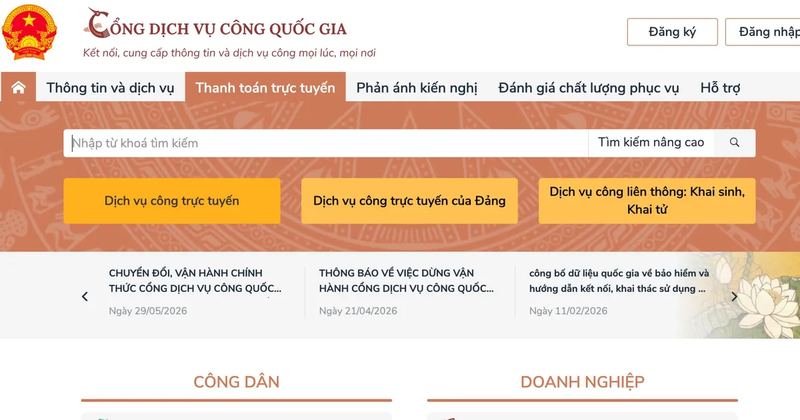 CỔNG DỊCH VỤ CÔNG QUỐC GIA
Kết nối, cung cấp thông tin và dịch vụ công mọi lúc, mọi nơi
Đăng ký
Đăng nhập
Thông tin và dịch vụ
Thanh toán trực tuyến
Phản ánh kiến nghị
Đánh giá chất lượng phục vụ
Hỗ trợ
Nhập từ khoá tìm kiếm
Tìm kiếm nâng cao
Dịch vụ công trực tuyến
Dịch vụ công trực tuyến của Đảng
Dịch vụ công liên thông: Khai sinh,
Khai tử
CHUYỂN ĐỔI, VẬN HÀNH CHÍNH
THỨC CỔNG DỊCH VỤ CÔNG QUỐC...
Ngày 29/05/2026
THÔNG BÁO VỀ VIỆC DỪNG VẬN
HÀNH CỔNG DỊCH VỤ CÔNG QUỐC...
Ngày 21/04/2026
công bố dữ liệu quốc gia về bảo hiểm và
hướng dẫn kết nối, khai thác sử dụng ...
Ngày 11/02/2026
CÔNG DÂN
DOANH NGHIỆP